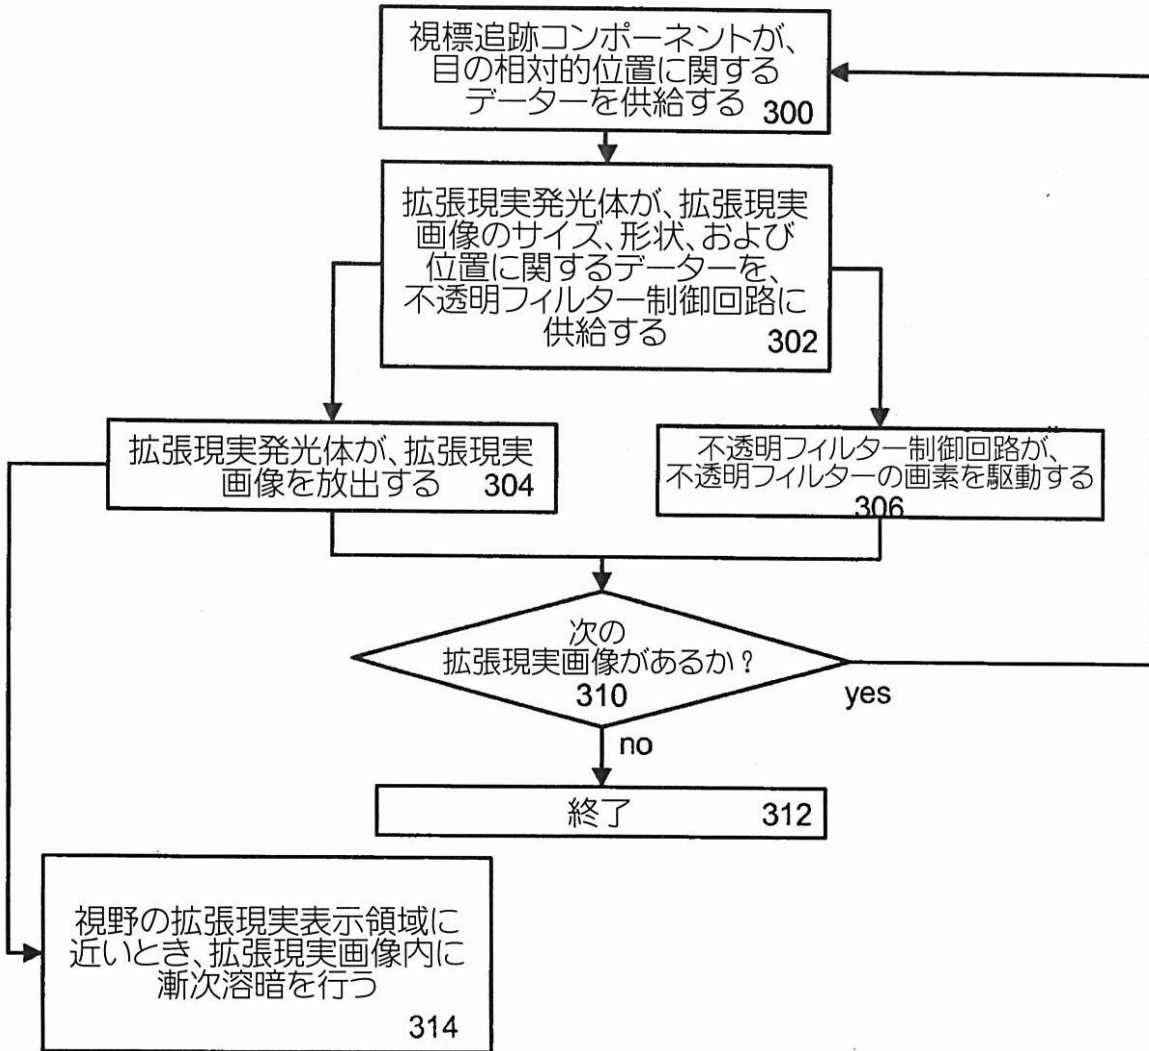 視標追跡コンポーネントが、
目の相対的位置に関する
データーを供給する 300
拡張現実発光体が、拡張現実
画像のサイズ、形状、および
位置に関するデーターを、
不透明フィルター制御回路に
供給する 302
拡張現実発光体が、拡張現実
画像を放出する 304
不透明フィルター制御回路が、
不透明フィルターの画素を駆動する
306
次の
拡張現実画像があるか?
310
yes
no
終了 312
視野の拡張現実表示領域に
近いとき、拡張現実画像内に
漸次溶暗を行う
314